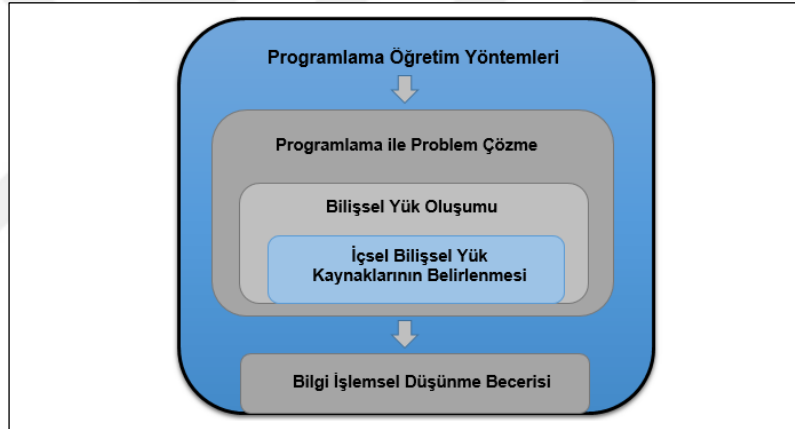 Programlama Öğretim Yöntemleri
Programlama ile Problem Çözme
Bilişsel Yük Oluşumu
İçsel Bilişsel Yük
Kaynaklarının Belirlenmesi
Bilgi İşlemsel Düşünme Becerisi